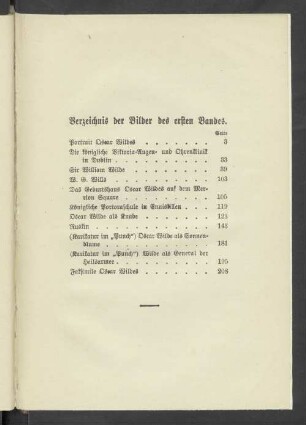 Verzeichnis der Bilder des ersten Bandes.
Seite
Portrait Oscar Wildes . . . . . . . 3
Die königliche Viktoria-Augen- und Ohrenklinik
in Dublin . . . . . . . . . 33
Sir William Wilde . . . . . . . 39
W. G. Wills . . . . . . . . . 103
Das Geburtshaus Oscar Wildes auf dem Mer-
rion Square . . . . . . . .
Königliche Portoraschule in Enniskillen . . . . 119
Oscar Wilde als Knabe . . . . . . 125
Ruskin . . . . . . . . . .
(Karikatur im „Punch“) Oscar Wilde als Sonnen-
blume . . . . . . . . . 181
(Karikatur im „Punch“) Wilde als General der
Heilsarmee . . . . . . . . 195
Faksimile Oscar Wildes . . . . . . 208